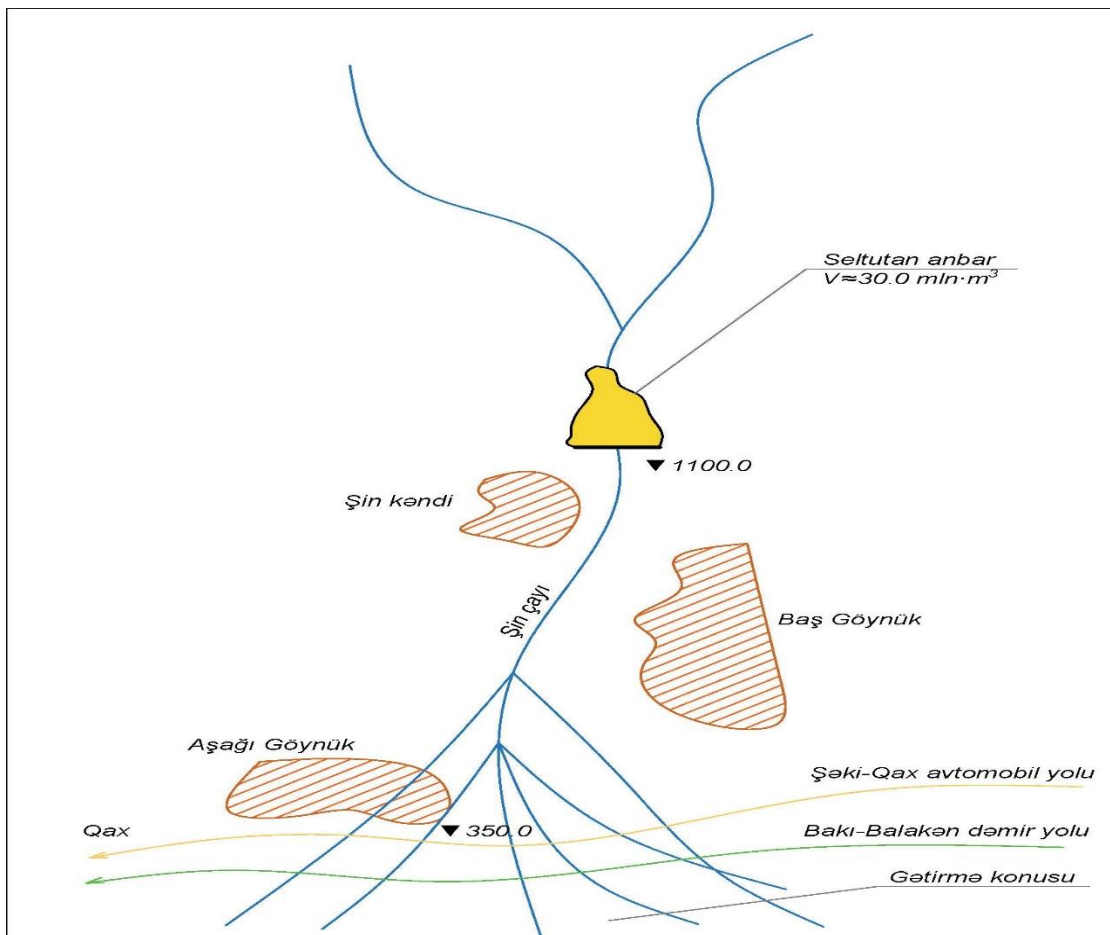 Seltutan anbar
V≈30.0 mln·m³
▼ 1100.0
Şin kəndi
Şin çayı
Baş Göynük
Aşağı Göynük
Şəki-Qax avtomobil yolu
Qax
▼ 350.0
Bakı-Balakən dəmir yolu
Gətirmə konusu